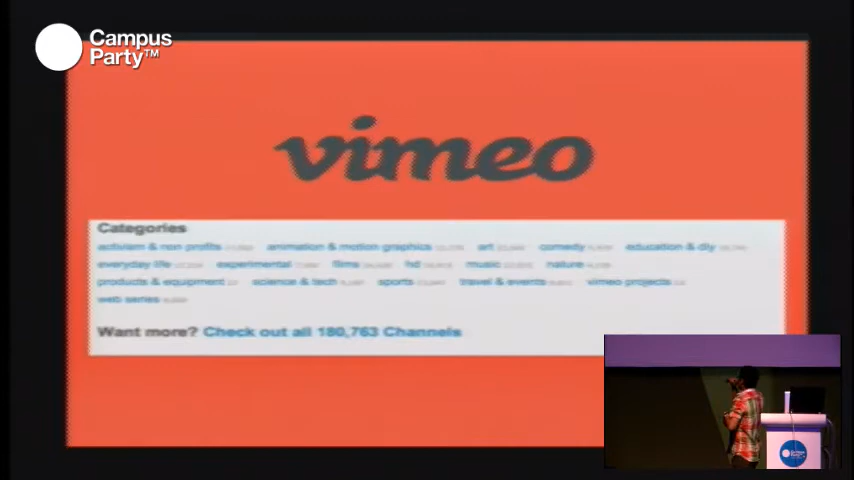 Campus
Party™
vimeo
Categories
activism & non profits animation & motion graphics art comedy education & diy
everyday life experimental films hd music nature
products & equipment science & tech sports travel & events vimeo projects
web series
Want more? Check out all 180,763 Channels